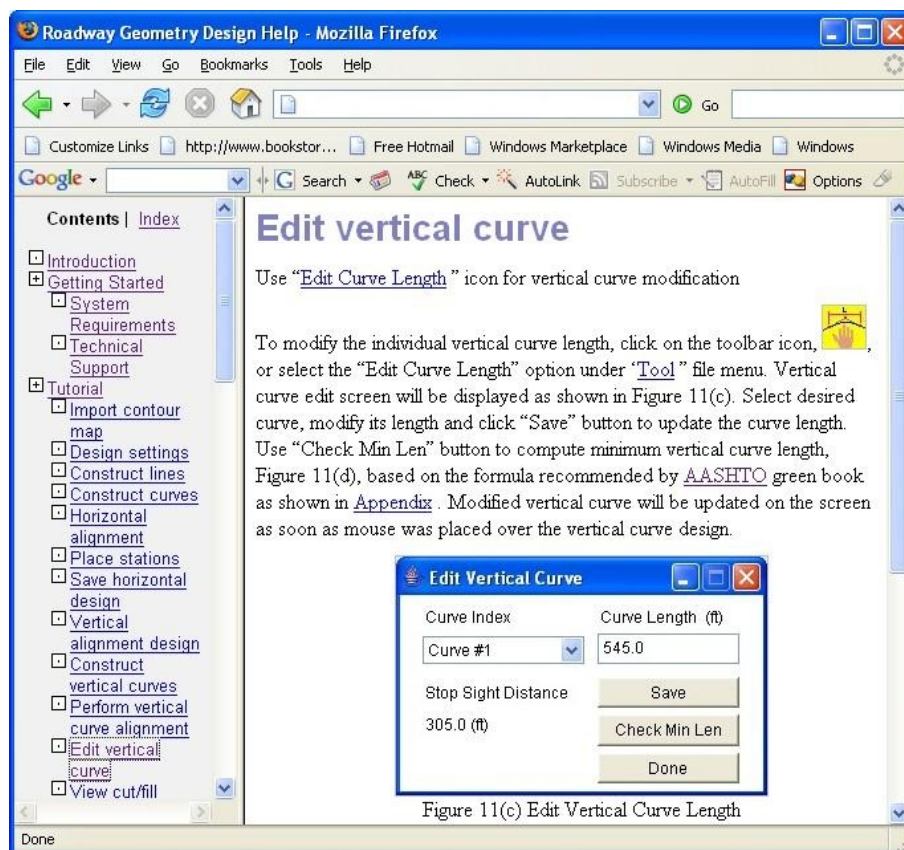 Roadway Geometry Design Help - Mozilla Firefox
File Edit View Go Bookmarks Tools Help
Go
Customize Links http://www.bookstor... Free Hotmail Windows Marketplace Windows Media Windows
Google Search ABC Check AutoLink Subscribe AutoFill Options
Contents | Index
Introduction
Getting Started
System
Requirements
Technical
Support
Tutorial
Import contour
map
Design settings
Construct lines
Construct curves
Horizontal
alignment
Place stations
Save horizontal
design
Vertical
alignment design
Construct
vertical curves
Perform vertical
curve alignment
Edit vertical
curve
View cut/fill
Edit vertical curve
Use “Edit Curve Length ” icon for vertical curve modification
To modify the individual vertical curve length, click on the toolbar icon, L ,
or select the “Edit Curve Length” option under ‘Tool ” file menu. Vertical
curve edit screen will be displayed as shown in Figure 11(c). Select desired
curve, modify its length and click “Save” button to update the curve length.
Use “Check Min Len” button to compute minimum vertical curve length,
Figure 11(d), based on the formula recommended by AASHTO green book
as shown in Appendix . Modified vertical curve will be updated on the screen
as soon as mouse was placed over the vertical curve design.
Edit Vertical Curve
Curve Index Curve Length (ft)
Curve #1 545.0
Stop Sight Distance Save
305.0 (ft) Check Min Len
Done
Figure 11(c) Edit Vertical Curve Length
Done